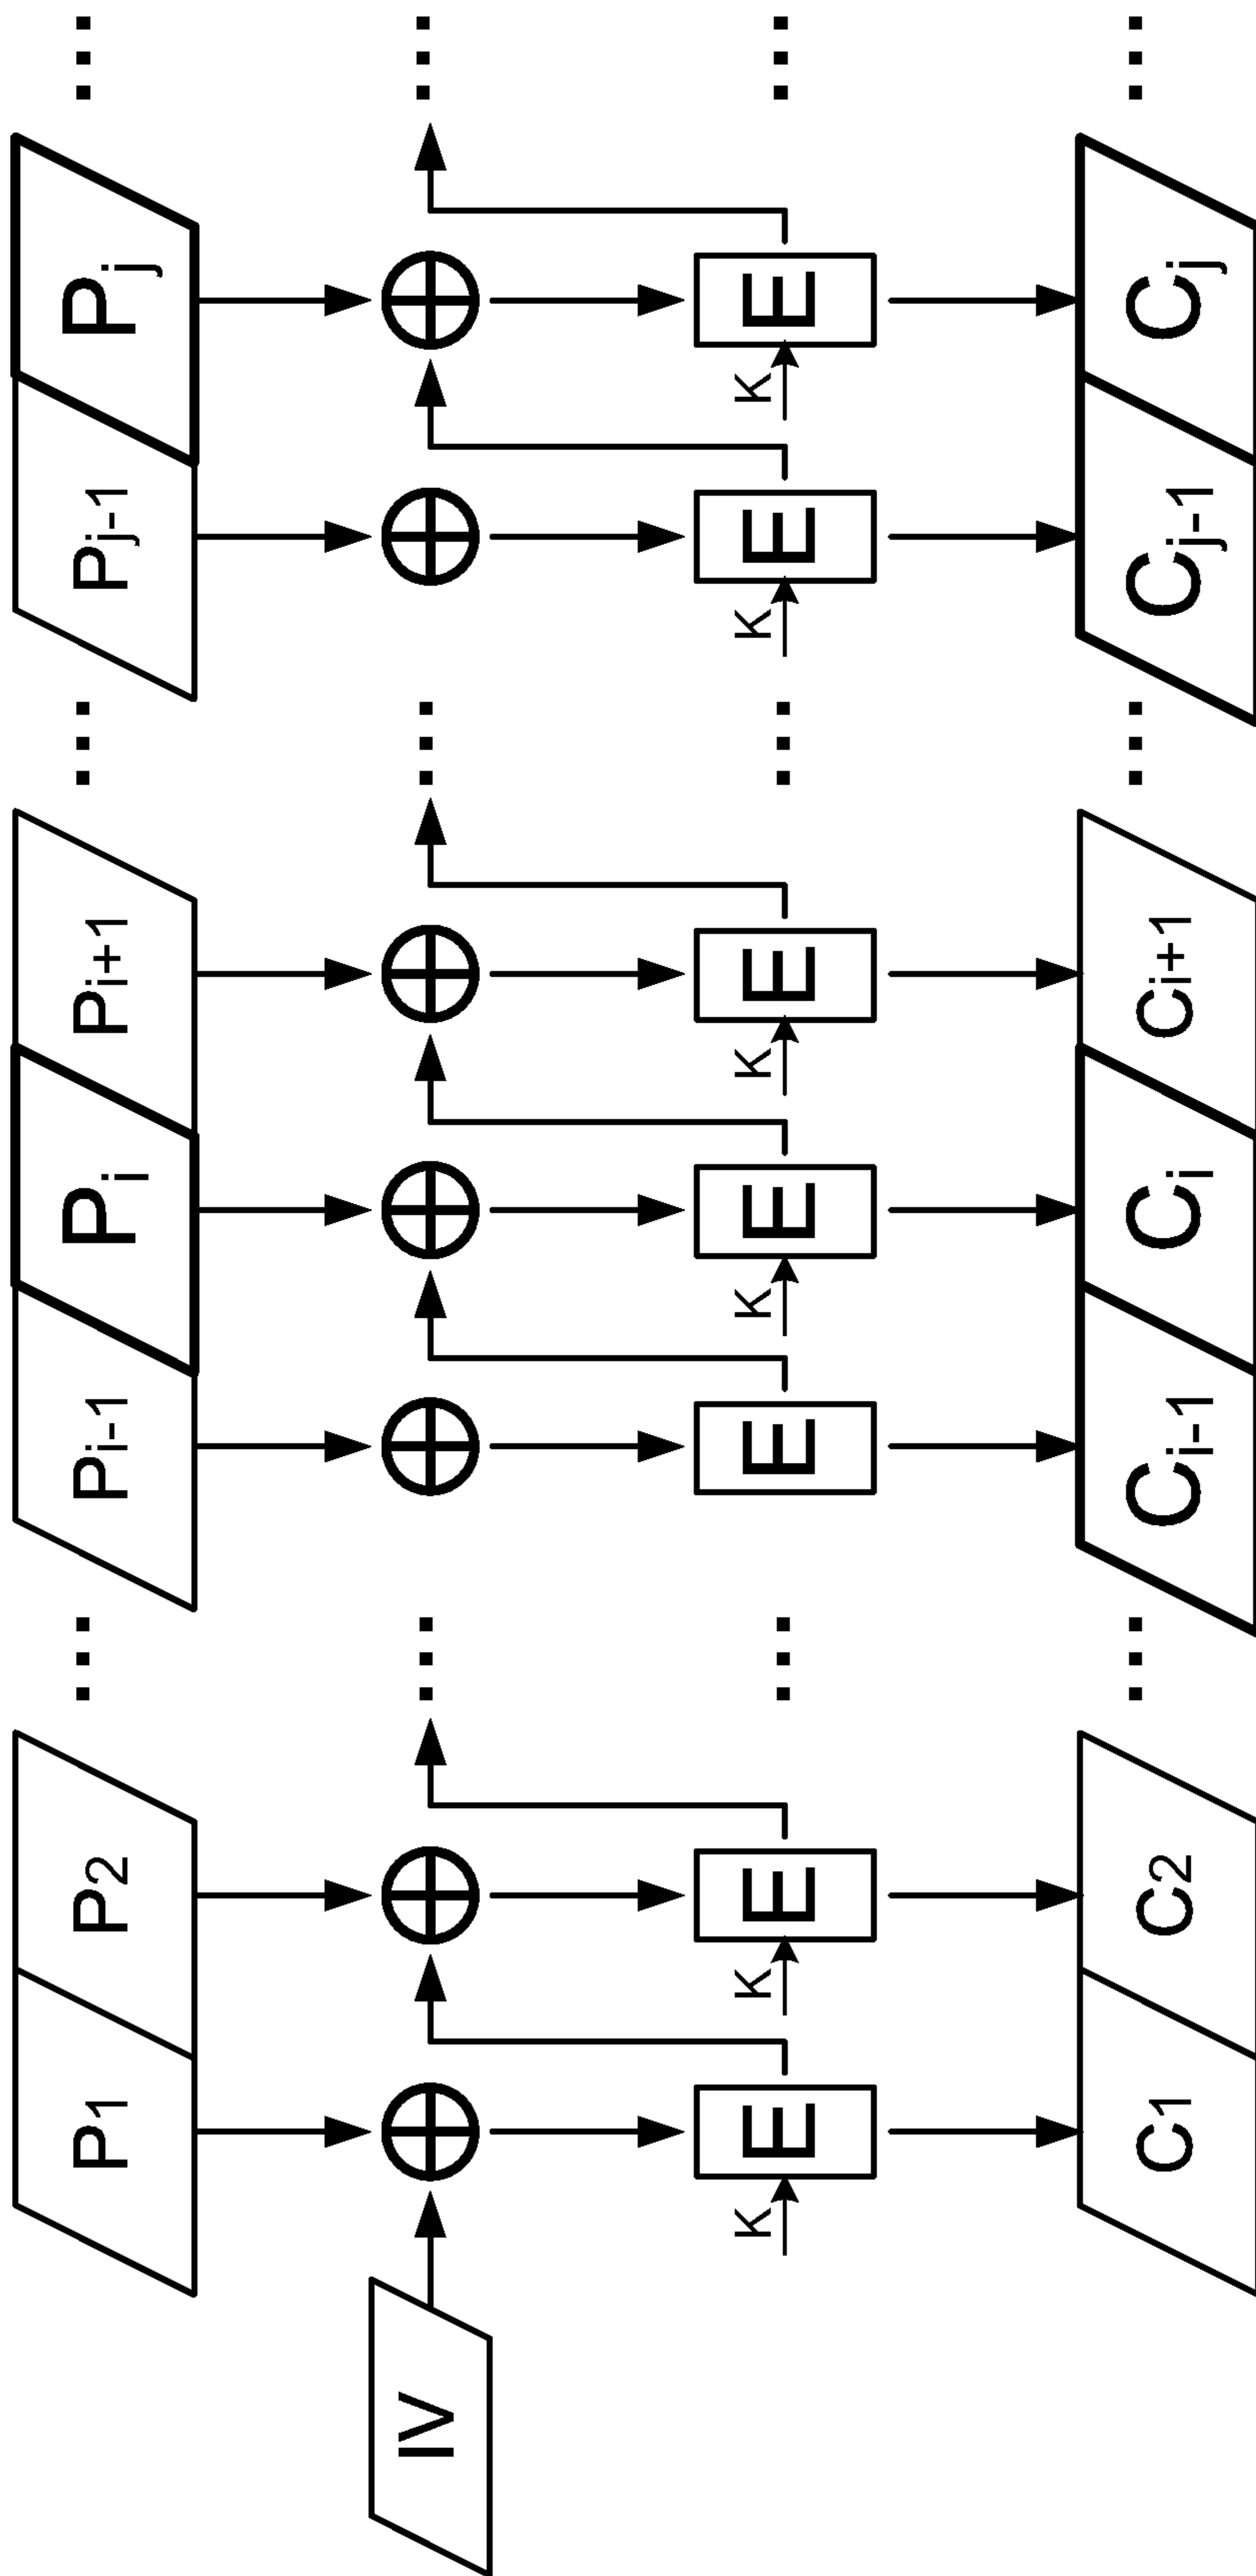 P1 P2 ... Pi-1 Pi Pi+1 ... Pj-1 Pj ...
IV ... ... ...
K E K E ... E K E K E ... K E K E ...
C1 C2 ... Ci-1 Ci Ci+1 ... Cj-1 Cj ...